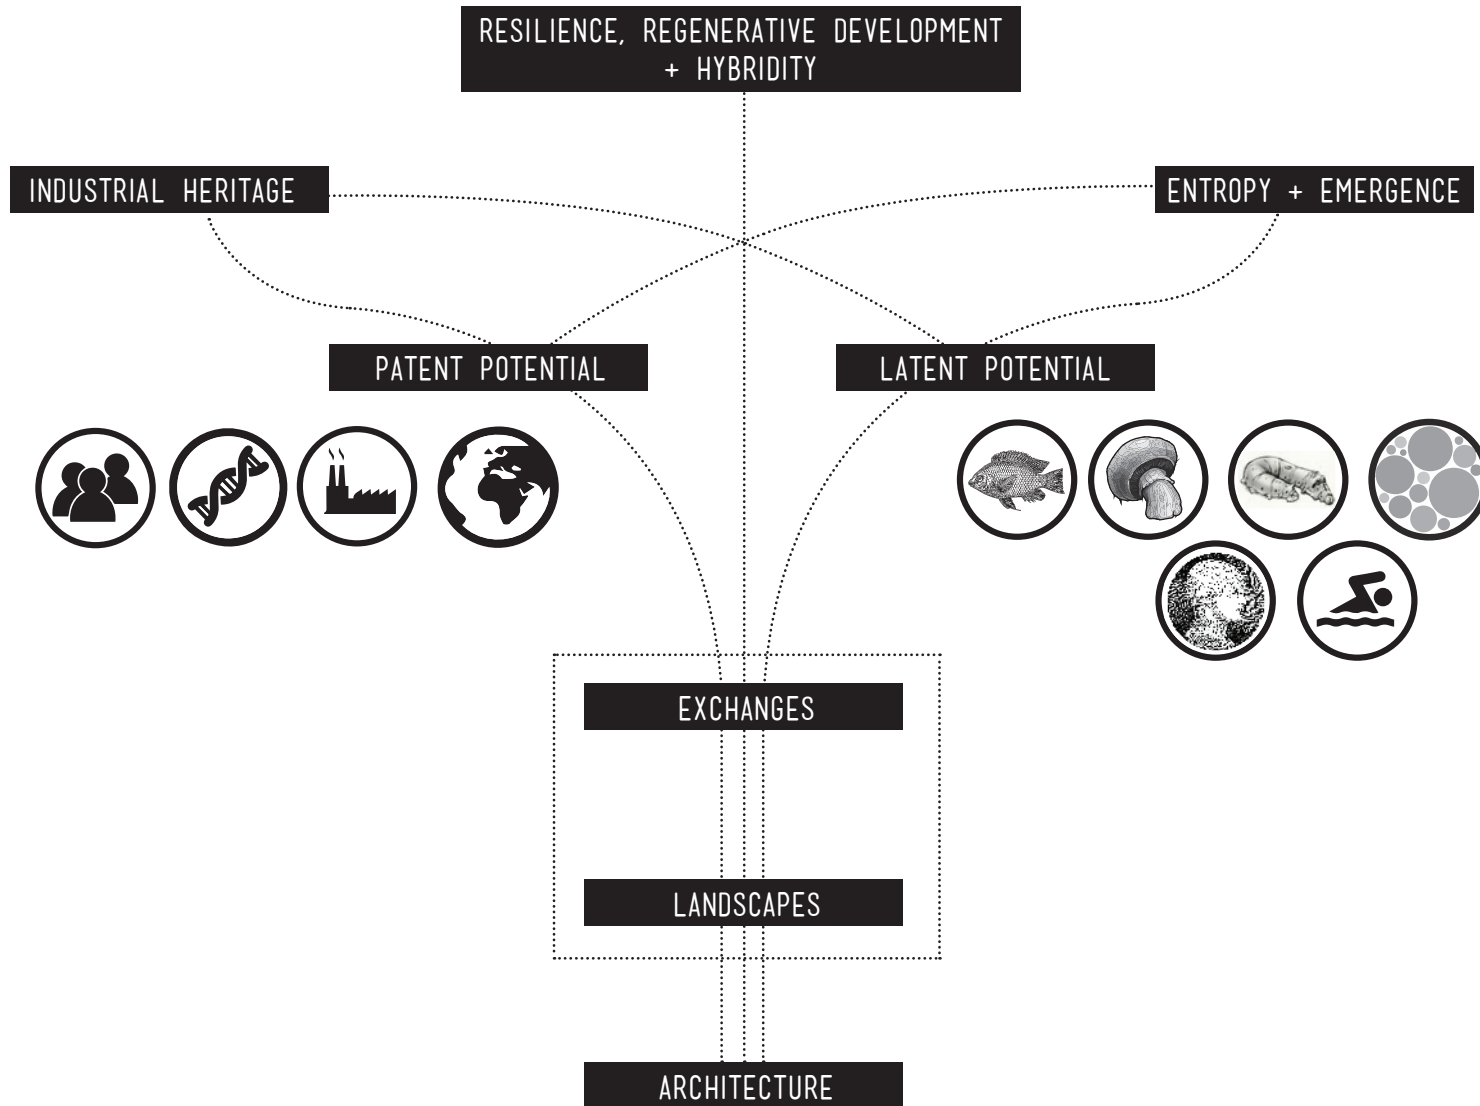 RESILIENCE, REGENERATIVE DEVELOPMENT
+ HYBRIDITY
INDUSTRIAL HERITAGE
ENTROPY + EMERGENCE
PATENT POTENTIAL
LATENT POTENTIAL
EXCHANGES
LANDSCAPES
ARCHITECTURE